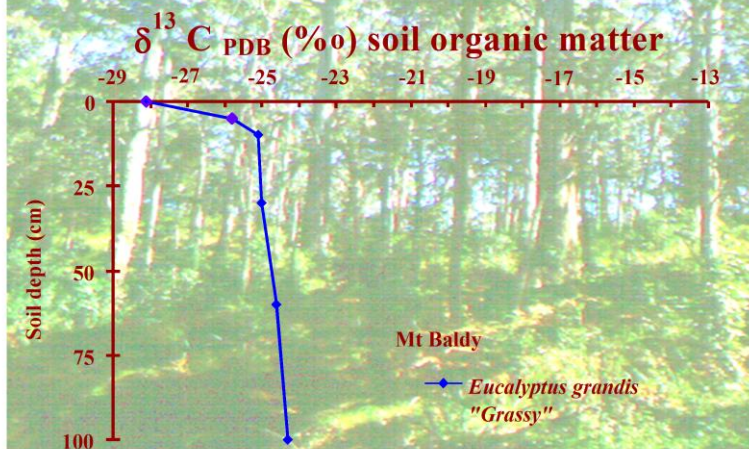 δ¹³ C PDB (‰) soil organic matter
-29 -27 -25 -23 -21 -19 -17 -15 -13
0
25
50
75
100
Soil depth (cm)
Mt Baldy
Eucalyptus grandis
"Grassy"